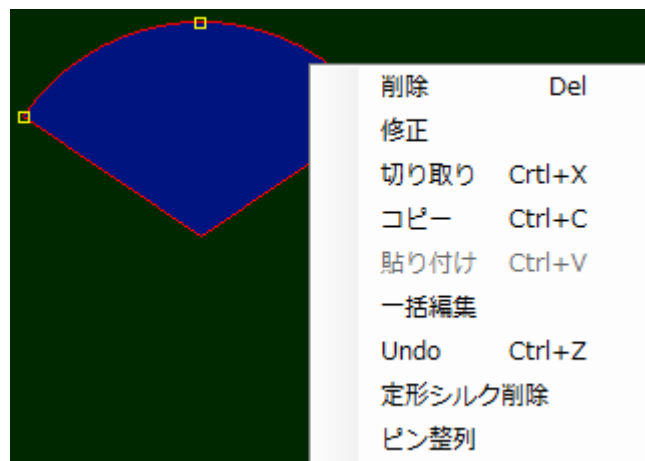 削除 Del
修正
切り取り Crtl+X
コピー Ctrl+C
貼り付け Ctrl+V
一括編集
Undo Ctrl+Z
定形シルク削除
ピン整列